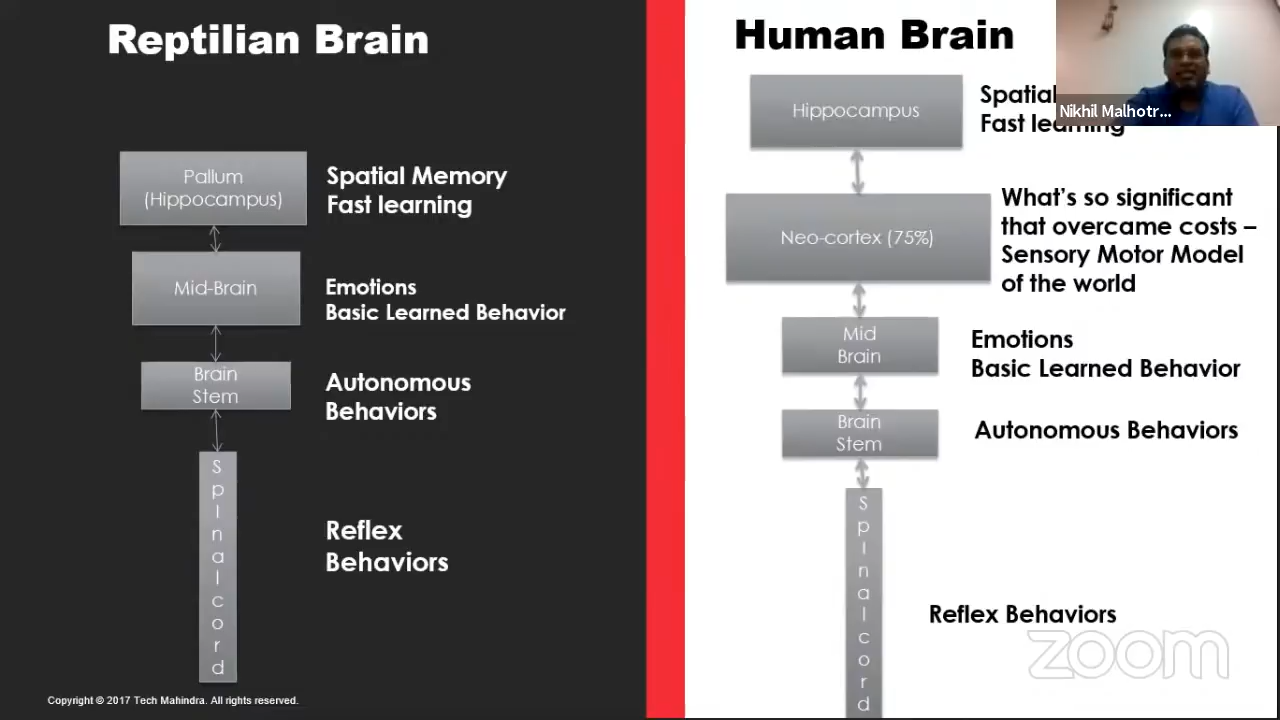 Reptilian Brain
Pallum
(Hippocampus)
Spatial Memory
Fast learning
Mid-Brain
Emotions
Basic Learned Behavior
Brain
Stem
Autonomous
Behaviors
Spinalcord
Reflex
Behaviors
Copyright © 2017 Tech Mahindra. All rights reserved.
Human Brain
Hippocampus
Spatial
Fast learning
Nikhil Malhotr...
Neo-cortex (75%)
What's so significant
that overcame costs –
Sensory Motor Model
of the world
Mid
Brain
Emotions
Basic Learned Behavior
Brain
Stem
Autonomous Behaviors
Spinalcord
Reflex Behaviors
zoom